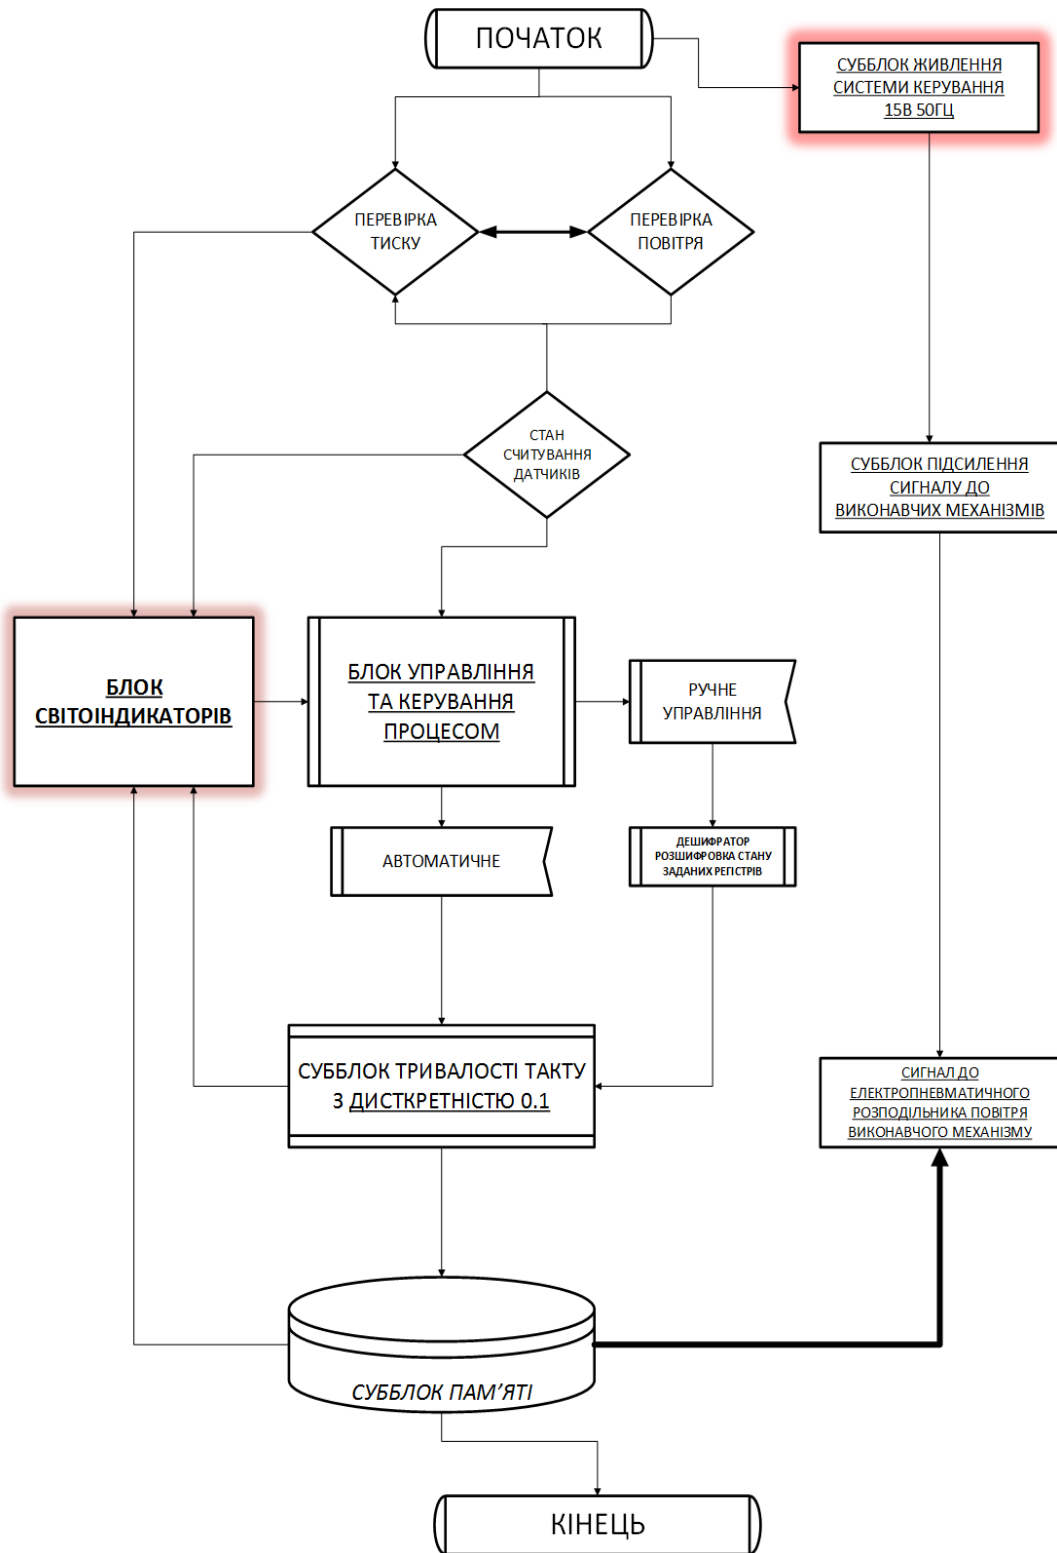 ПОЧАТОК
СУББЛОК ЖИВЛЕННЯ
СИСТЕМИ КЕРУВАННЯ
15В 50ГЦ
ПЕРЕВІРКА
ТИСКУ
ПЕРЕВІРКА
ПОВІТРЯ
СТАН
СЧИТУВАННЯ
ДАТЧИКІВ
СУББЛОК ПІДСИЛЕННЯ
СИГНАЛУ ДО
ВИКОНАВЧИХ МЕХАНІЗМІВ
БЛОК
СВІТОІНДИКАТОРІВ
БЛОК УПРАВЛІННЯ
ТА КЕРУВАННЯ
ПРОЦЕСОМ
РУЧНЕ
УПРАВЛІННЯ
АВТОМАТИЧНЕ
ДЕШИФРАТОР
РОЗШИФРОВКА СТАНУ
ЗАДАНИХ РЕГІСТРІВ
СУББЛОК ТРИВАЛОСТІ ТАКТУ
З ДИСТКРЕТНІСТЮ 0.1
СИГНАЛ ДО
ЕЛЕКТРОПНЕВМАТИЧНОГО
РОЗПОДІЛЬНИКА ПОВІТРЯ
ВИКОНАВЧОГО МЕХАНІЗМУ
СУББЛОК ПАМ’ЯТІ
КІНЕЦЬ